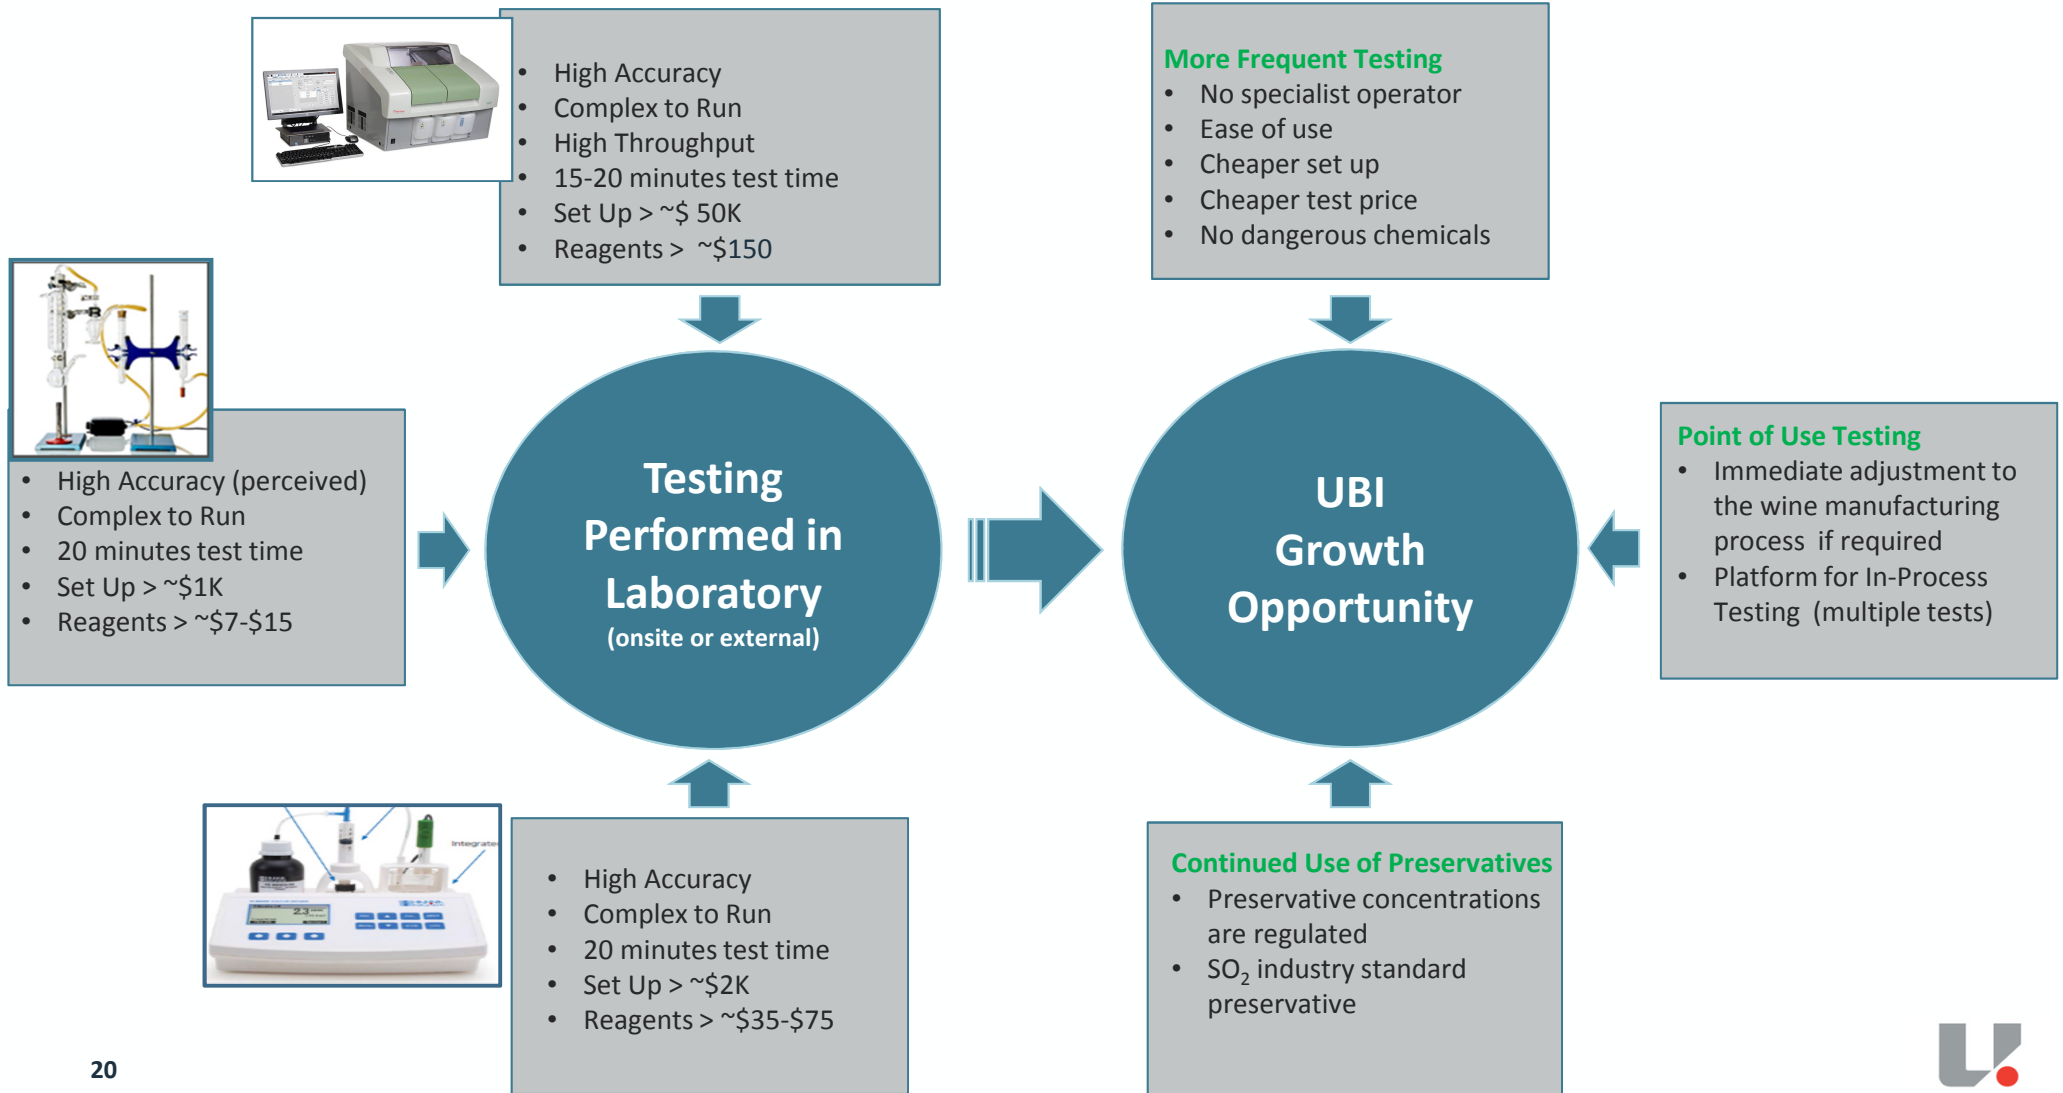 • High Accuracy
• Complex to Run
• High Throughput
• 15-20 minutes test time
• Set Up > ~$ 50K
• Reagents > ~$150
More Frequent Testing
• No specialist operator
• Ease of use
• Cheaper set up
• Cheaper test price
• No dangerous chemicals
• High Accuracy (perceived)
• Complex to Run
• 20 minutes test time
• Set Up > ~$1K
• Reagents > ~$7-$15
Testing
Performed in
Laboratory
(onsite or external)
UBI
Growth
Opportunity
Point of Use Testing
• Immediate adjustment to
the wine manufacturing
process if required
• Platform for In-Process
Testing (multiple tests)
Integrate
2.3
• High Accuracy
• Complex to Run
• 20 minutes test time
• Set Up > ~$2K
• Reagents > ~$35-$75
Continued Use of Preservatives
• Preservative concentrations
are regulated
• SO₂ industry standard
preservative
20